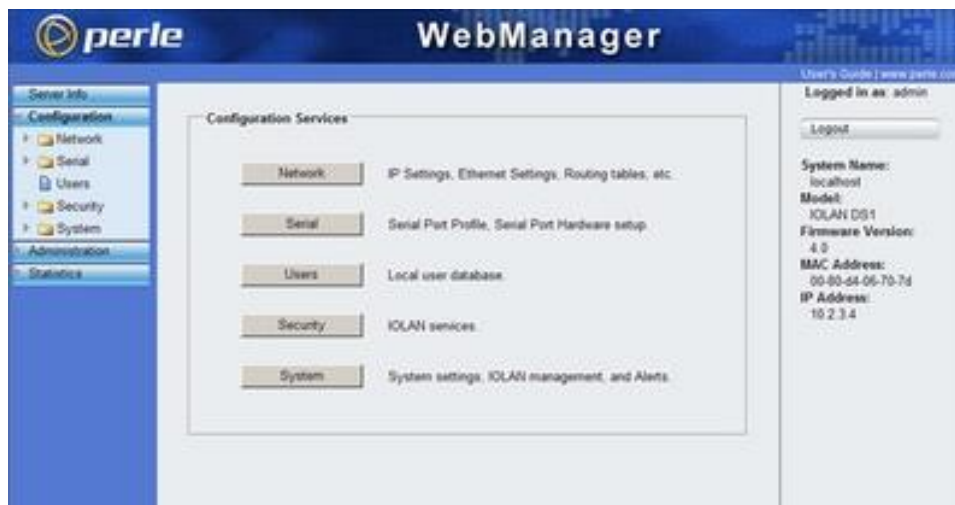 perle
WebManager
User's Guide | www.perle.co
Server Info
Configuration
Network
Serial
Users
Security
System
Administration
Statistics
Configuration Services
Network IP Settings, Ethernet Settings, Routing tables, etc.
Serial Serial Port Profile, Serial Port Hardware setup.
Users Local user database.
Security IOLAN services.
System System settings, IOLAN management, and Alerts.
Logged in as: admin
Logout
System Name:
localhost
Model:
IOLAN DS1
Firmware Version:
4.0
MAC Address:
00-80-d4-06-70-7d
IP Address:
10.2.3.4